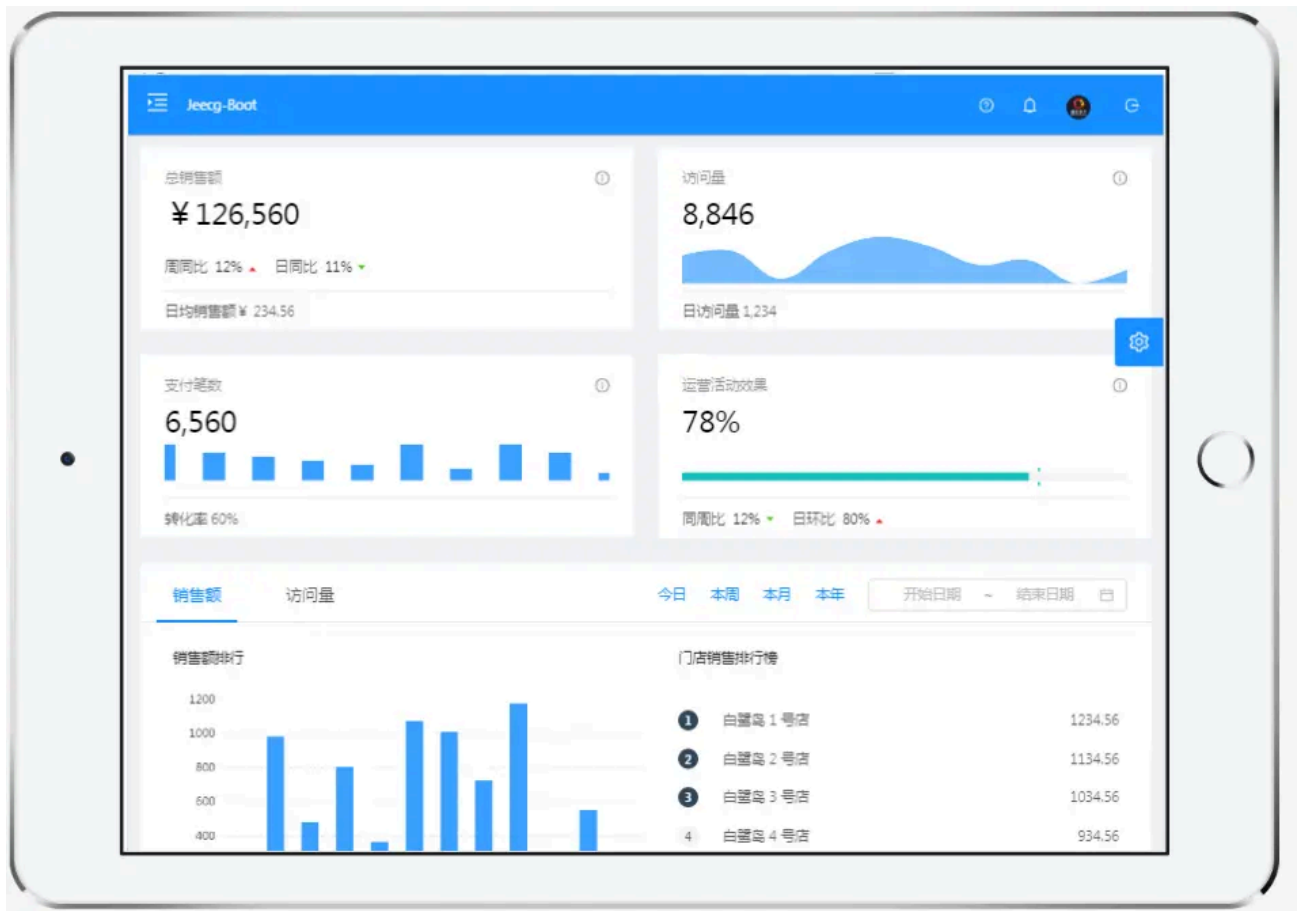 Jeecg-Boot
总销售额
¥ 126,560
周同比 12% 日同比 11%
日均销售额¥ 234.56
访问量
8,846
日访问量 1,234
支付笔数
6,560
转化率 60%
运营活动效果
78%
同周比 12% 日环比 80%
销售额 访问量 今日 本周 本月 本年 开始日期 ~ 结束日期
销售额排行
1200
1000
800
600
400
门店销售排行榜
1 白鹭岛 1 号店 1234.56
2 白鹭岛 2 号店 1134.56
3 白鹭岛 3 号店 1034.56
4 白鹭岛 4 号店 934.56